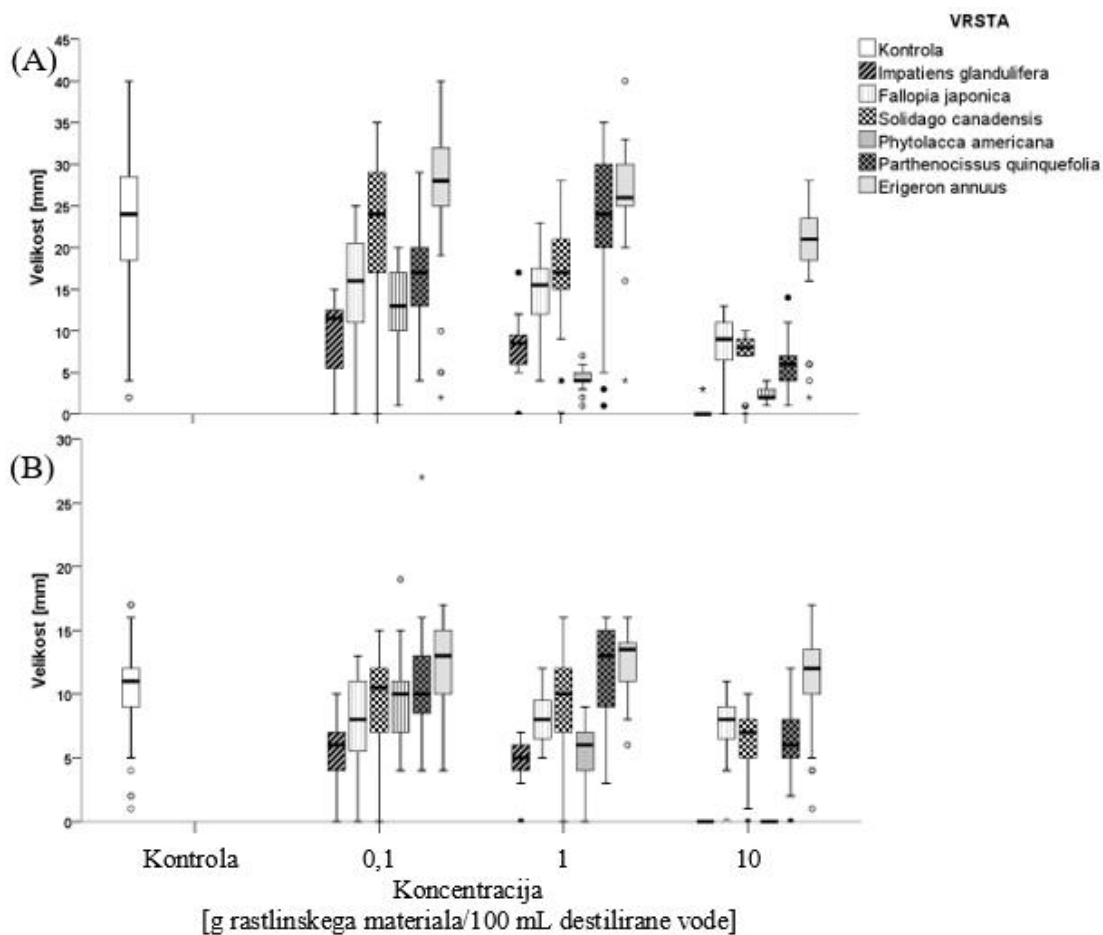 VRSTA
Kontrola
Impatiens glandulifera
Fallopia japonica
Solidago canadensis
Phytolacca americana
Parthenocissus quinquefolia
Erigeron annuus
(A)
Velikost [mm]
45
40
35
30
25
20
15
10
5
0
(B)
Velikost [mm]
30
25
20
15
10
5
0
Kontrola 0,1 1 10
Koncentracija
[g rastlinskega materiala/100 mL destilirane vode]